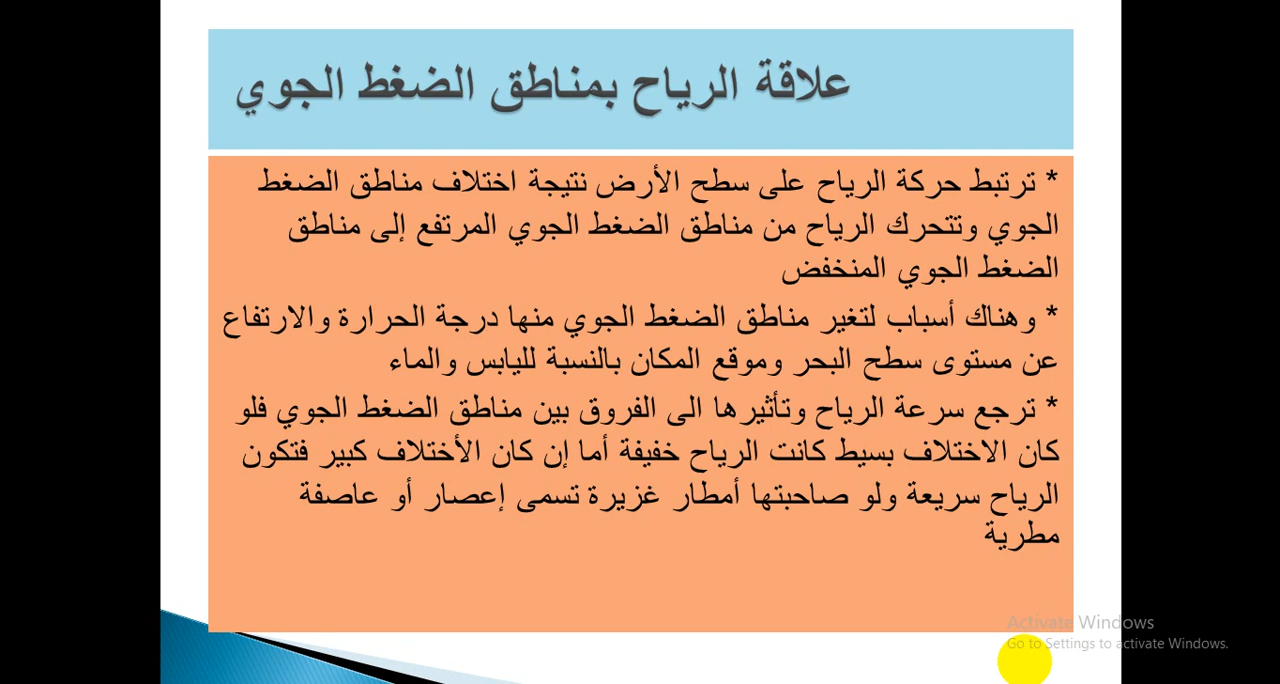 علاقة الرياح بمناطق الضغط الجوي
* ترتبط حركة الرياح على سطح الأرض نتيجة اختلاف مناطق الضغط
الجوي وتتحرك الرياح من مناطق الضغط الجوي المرتفع إلى مناطق
الضغط الجوي المنخفض
* وهناك أسباب لتغير مناطق الضغط الجوي منها درجة الحرارة والارتفاع
عن مستوى سطح البحر وموقع المكان بالنسبة لليابس والماء
* ترجع سرعة الرياح وتأثيرها الى الفروق بين مناطق الضغط الجوي فلو
كان الاختلاف بسيط كانت الرياح خفيفة أما إن كان الأختلاف كبير فتكون
الرياح سريعة ولو صاحبتها أمطار غزيرة تسمى إعصار أو عاصفة
مطرية
Activate Windows
Go to Settings to activate Windows.